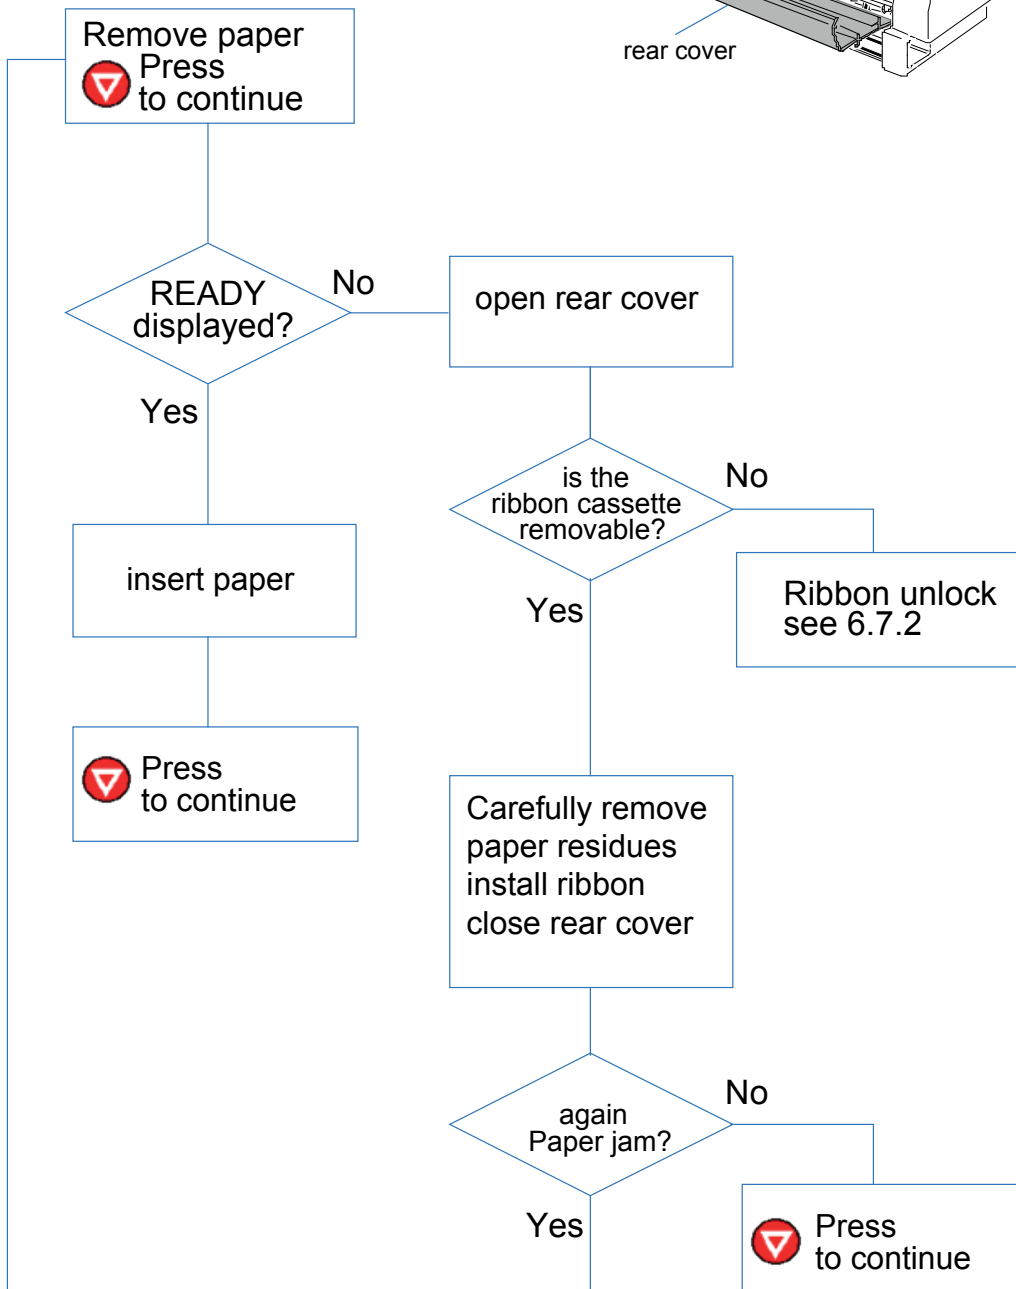 rear cover
Remove paper
Press
to continue
READY
displayed?
No
Yes
open rear cover
is the
ribbon cassette
removable?
No
Yes
Ribbon unlock
see 6.7.2
insert paper
Press
to continue
Carefully remove
paper residues
install ribbon
close rear cover
again
Paper jam?
No
Yes
Press
to continue